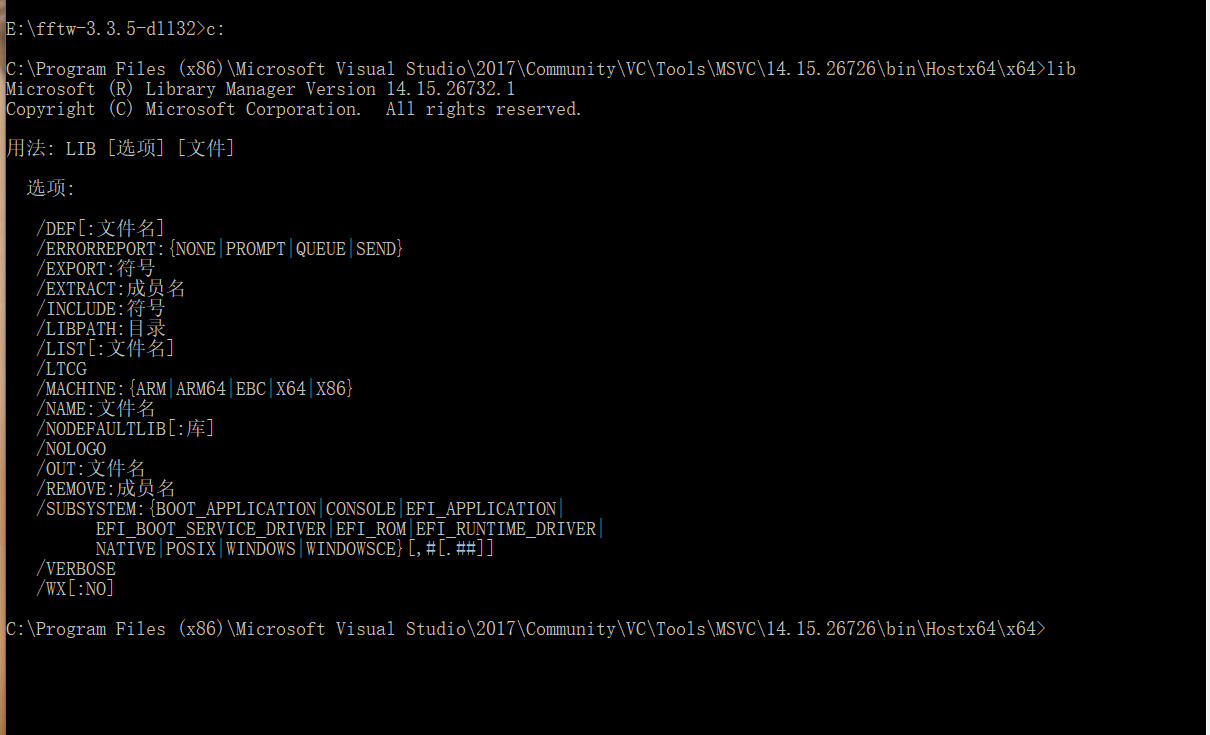 E:\fftw-3.3.5-dll32>c:
C:\Program Files (x86)\Microsoft Visual Studio\2017\Community\VC\Tools\MSVC\14.15.26726\bin\Hostx64\x64>lib
Microsoft (R) Library Manager Version 14.15.26732.1
Copyright (C) Microsoft Corporation.  All rights reserved.
用法: LIB [选项] [文件]
选项:
/DEF[:文件名]
/ERRORREPORT:{NONE|PROMPT|QUEUE|SEND}
/EXPORT:符号
/EXTRACT:成员名
/INCLUDE:符号
/LIBPATH:目录
/LIST[:文件名]
/LTCG
/MACHINE:{ARM|ARM64|EBC|X64|X86}
/NAME:文件名
/NODEFAULTLIB[:库]
/NOLOGO
/OUT:文件名
/REMOVE:成员名
/SUBSYSTEM:{BOOT_APPLICATION|CONSOLE|EFI_APPLICATION|
EFI_BOOT_SERVICE_DRIVER|EFI_ROM|EFI_RUNTIME_DRIVER|
NATIVE|POSIX|WINDOWS|WINDOWSCE}[,#[.##]]
/VERBOSE
/WX[:NO]
C:\Program Files (x86)\Microsoft Visual Studio\2017\Community\VC\Tools\MSVC\14.15.26726\bin\Hostx64\x64>